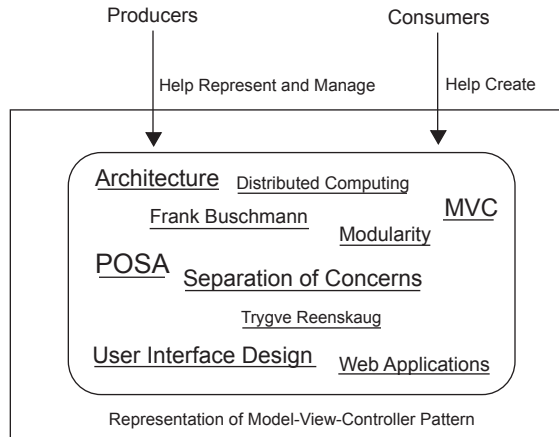 Producers
Consumers
Help Represent and Manage
Help Create
Architecture
Distributed Computing
Frank Buschmann
MVC
Modularity
POSA
Separation of Concerns
Trygve Reenskaug
User Interface Design
Web Applications
Representation of Model-View-Controller Pattern